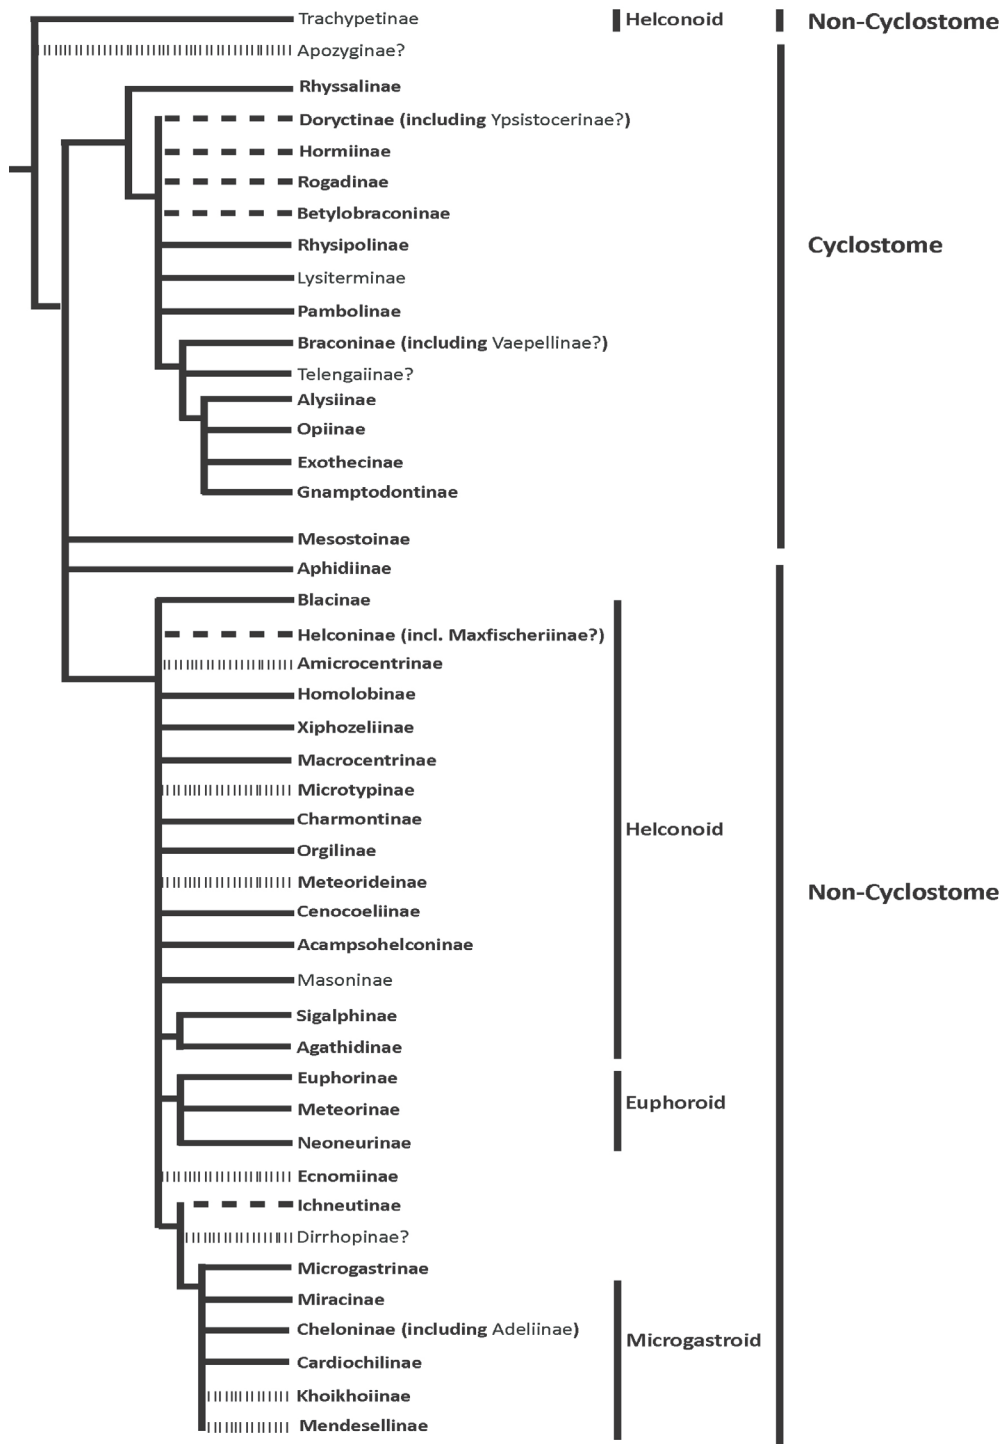 Trachypetinae
Helconoid
Non-Cyclostome
Apozyginae?
Rhyssalinae
Doryctinae (including Ypsistocerinae?)
Hormiinae
Rogadinae
Betylobraconinae
Rhysipolinae
Cyclostome
Lysiterminae
Pambolinae
Braconinae (including Vaepellinae?)
Telengaiinae?
Alysiinae
Opiinae
Exothecinae
Gnamptodontinae
Mesostoinae
Aphidiinae
Blacinae
Helconinae (incl. Maxfischeriinae?)
Amicrocentrinae
Homolobinae
Xiphozeliinae
Macrocentrinae
Microtypinae
Charmontinae
Helconoid
Orgilinae
Meteorideinae
Non-Cyclostome
Cenocoeliinae
Acampsohelconinae
Masoninae
Sigalphinae
Agathidinae
Euphorinae
Euphoroid
Meteorinae
Neoneurinae
Ecnomiinae
Ichneutinae
Dirrhopinae?
Microgastrinae
Miracinae
Cheloninae (including Adeliinae)
Microgastroid
Cardiochilinae
Khoikhoiinae
Mendesellinae